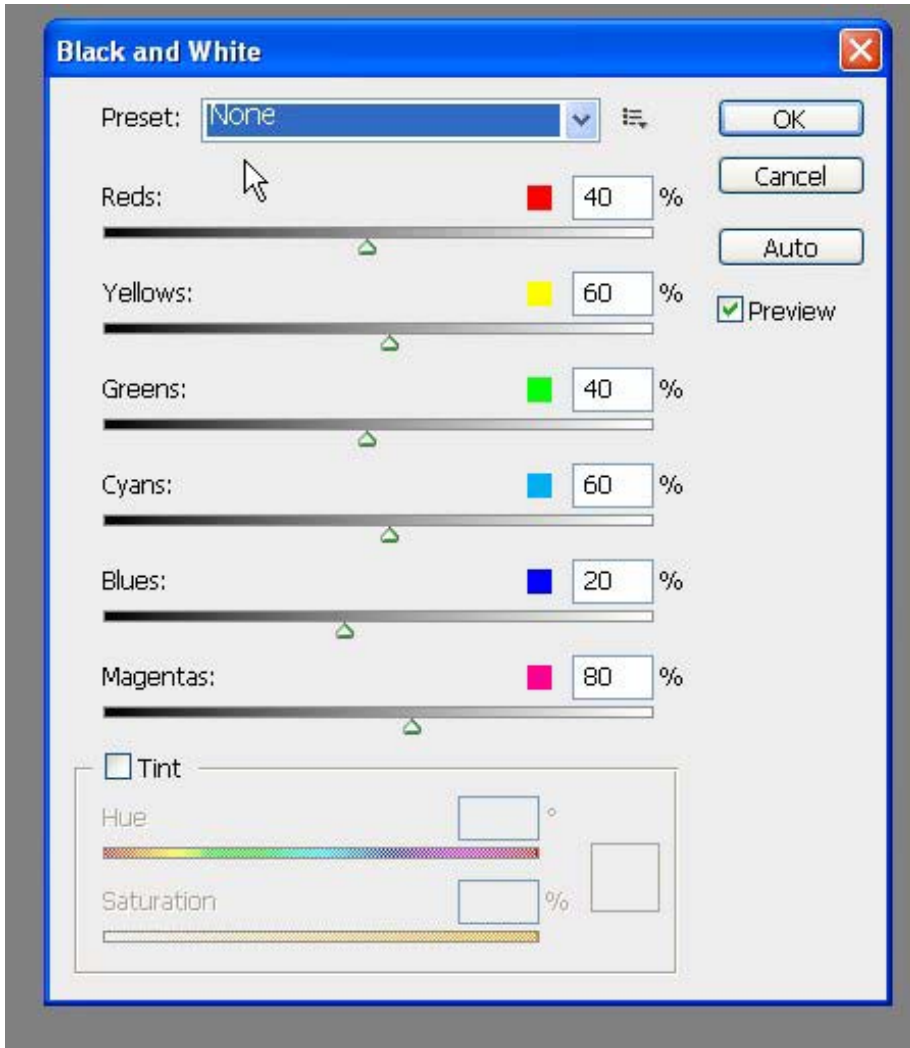 Black and White
Preset: None
OK
Cancel
Auto
Preview
Reds: 40 %
Yellows: 60 %
Greens: 40 %
Cyans: 60 %
Blues: 20 %
Magentas: 80 %
Tint
Hue °
Saturation %